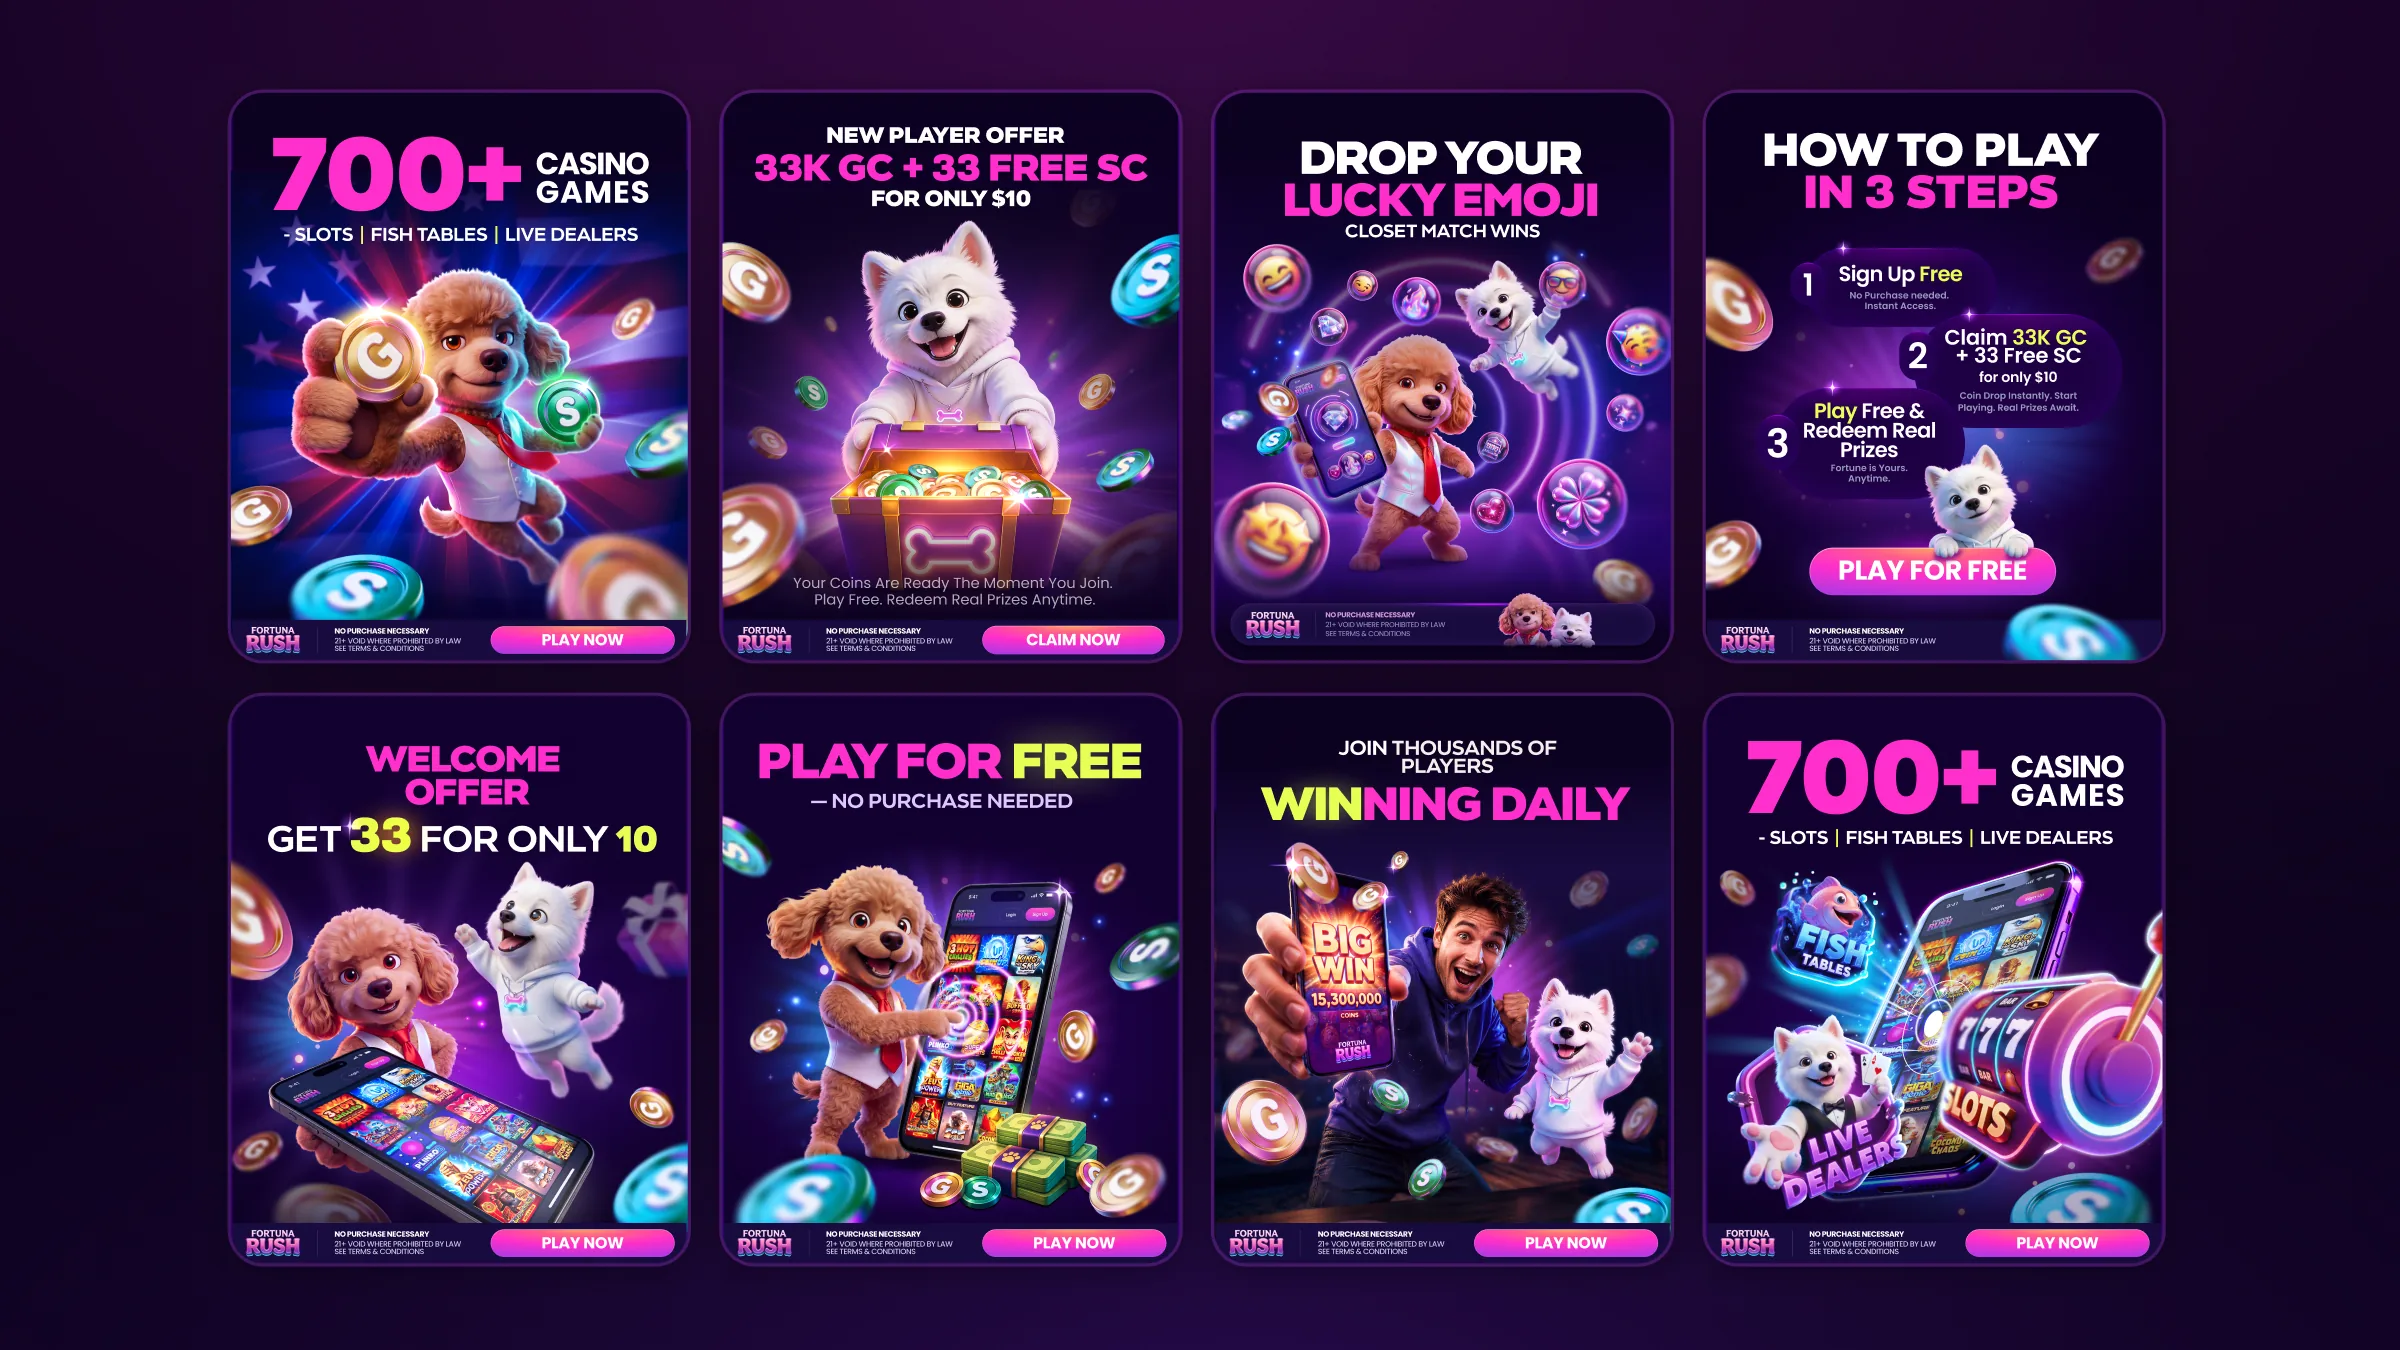 700+ CASINO GAMES
- SLOTS | FISH TABLES | LIVE DEALERS
G
S
FORTUNA RUSH
NO PURCHASE NECESSARY
21+ VOID WHERE PROHIBITED BY LAW
SEE TERMS & CONDITIONS
PLAY NOW
NEW PLAYER OFFER
33K GC + 33 FREE SC
FOR ONLY $10
Your Coins Are Ready The Moment You Join.
Play Free. Redeem Real Prizes Anytime.
FORTUNA RUSH
NO PURCHASE NECESSARY
21+ VOID WHERE PROHIBITED BY LAW
SEE TERMS & CONDITIONS
CLAIM NOW
DROP YOUR
LUCKY EMOJI
CLOSET MATCH WINS
FORTUNA RUSH
NO PURCHASE NECESSARY
21+ VOID WHERE PROHIBITED BY LAW
SEE TERMS & CONDITIONS
HOW TO PLAY
IN 3 STEPS
1
Sign Up Free
No Purchase needed.
Instant Access.
2
Claim 33K GC
+ 33 Free SC
for only $10
Coin Drop Instantly. Start
Playing. Real Prizes Await.
3
Play Free &
Redeem Real
Prizes
Fortune is Yours.
Anytime.
PLAY FOR FREE
FORTUNA RUSH
NO PURCHASE NECESSARY
21+ VOID WHERE PROHIBITED BY LAW
SEE TERMS & CONDITIONS
WELCOME
OFFER
GET 33 FOR ONLY 10
PLINKO
FORTUNA RUSH
NO PURCHASE NECESSARY
21+ VOID WHERE PROHIBITED BY LAW
SEE TERMS & CONDITIONS
PLAY NOW
PLAY FOR FREE
— NO PURCHASE NEEDED
9:41
Login
Sign Up
PLINKO
FORTUNA RUSH
NO PURCHASE NECESSARY
21+ VOID WHERE PROHIBITED BY LAW
SEE TERMS & CONDITIONS
PLAY NOW
JOIN THOUSANDS OF
PLAYERS
WINNING DAILY
BIG
WIN
15,300,000
COINS
FORTUNA
RUSH
FORTUNA RUSH
NO PURCHASE NECESSARY
21+ VOID WHERE PROHIBITED BY LAW
SEE TERMS & CONDITIONS
PLAY NOW
700+ CASINO GAMES
- SLOTS | FISH TABLES | LIVE DEALERS
FISH
TABLES
BAR
777
BAR BAR
SLOTS
LIVE
DEALERS
FORTUNA RUSH
NO PURCHASE NECESSARY
21+ VOID WHERE PROHIBITED BY LAW
SEE TERMS & CONDITIONS
PLAY NOW